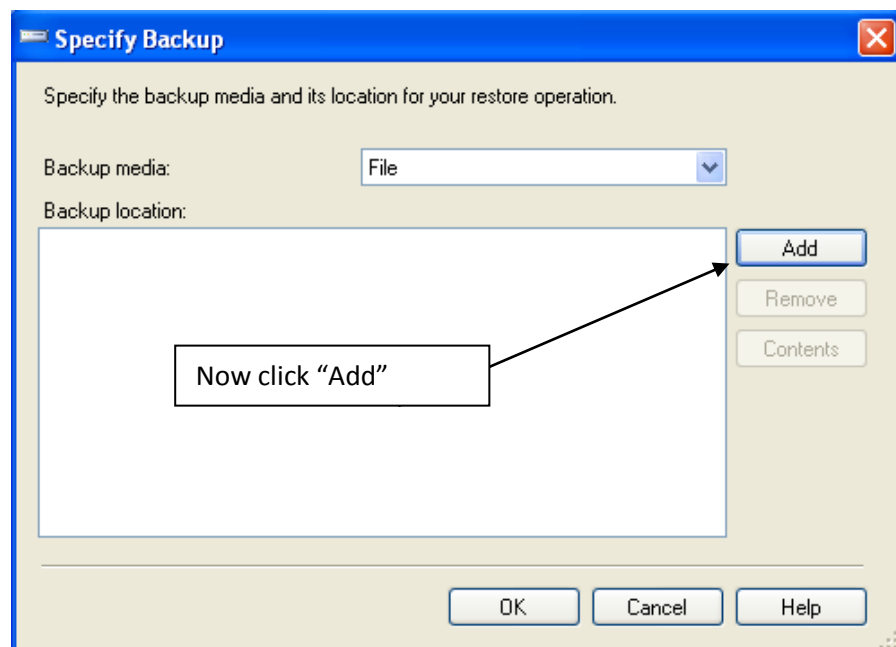 Specify Backup
Specify the backup media and its location for your restore operation.
Backup media:
File
Backup location:
Add
Remove
Contents
Now click “Add”
OK
Cancel
Help